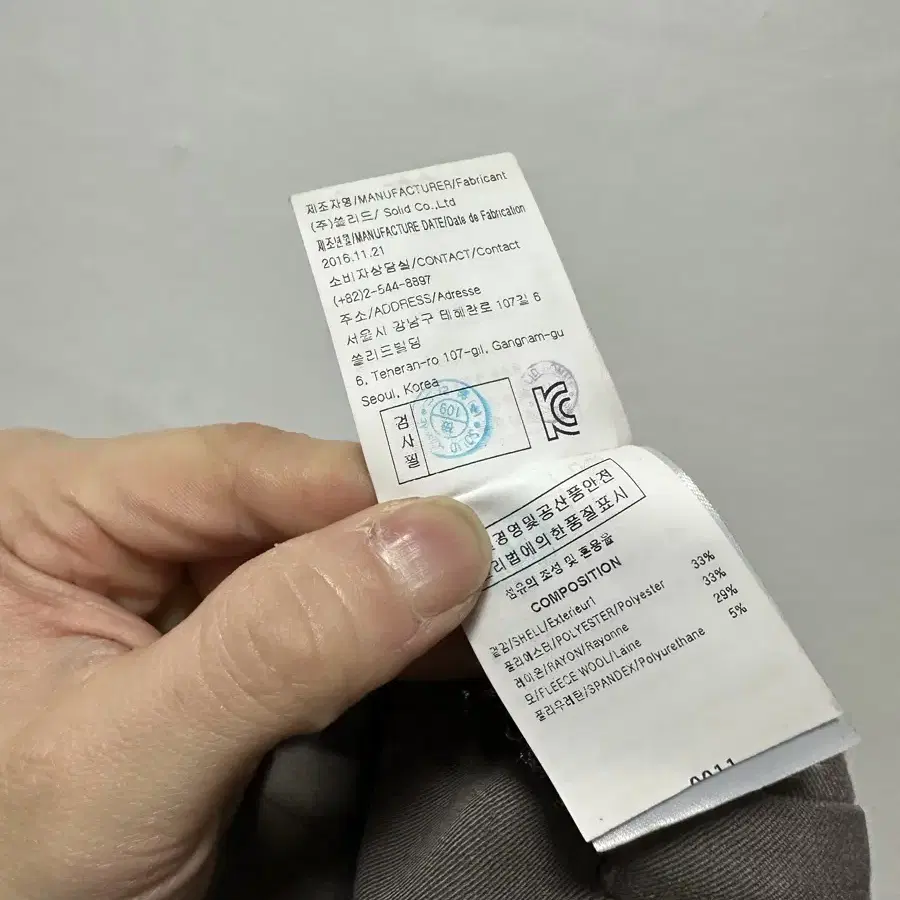 제조자명/MANUFACTURER/Fabricant
(주)쏠리드/ Solid Co.,Ltd
제조년월/MANUFACTURE DATE/Date de Fabrication
2016.11.21
소비자상담실/CONTACT/Contact
(+82)2-544-8897
주소/ADDRESS/Adresse
서울시 강남구 테헤란로 107길 6
쏠리드빌딩
6, Teheran-ro 107-gil, Gangnam-gu
Seoul, Korea
검사필
경영및공산품안전
리법에의한품질표시
섬유의 조성 및 혼용율
COMPOSITION
겉감/SHELL/Exterieur1
폴리에스터/POLYESTER/Polyester 33%
레이온/RAYON/Rayonne 33%
모/FLEECE WOOL/Laine 29%
폴리우레탄/SPANDEX/Polyurethane 5%